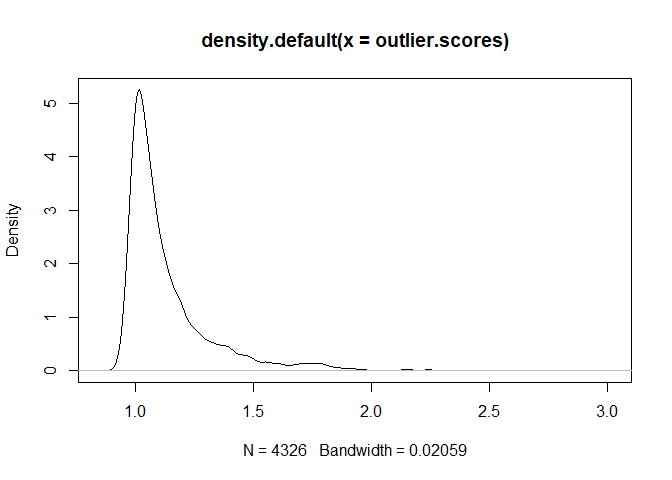 density.default(x = outlier.scores)
Density
5
4
3
2
1
0
1.0 1.5 2.0 2.5 3.0
N = 4326 Bandwidth = 0.02059